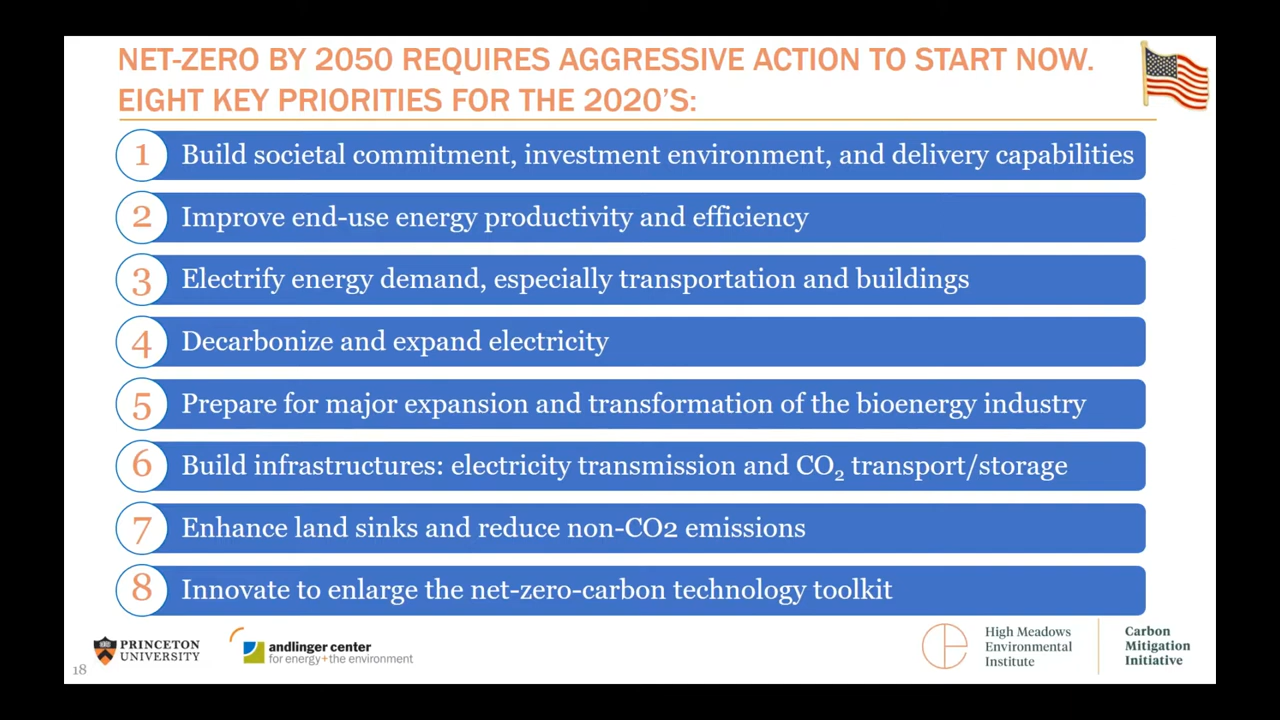 NET-ZERO BY 2050 REQUIRES AGGRESSIVE ACTION TO START NOW.
EIGHT KEY PRIORITIES FOR THE 2020'S:
1 Build societal commitment, investment environment, and delivery capabilities
2 Improve end-use energy productivity and efficiency
3 Electrify energy demand, especially transportation and buildings
4 Decarbonize and expand electricity
5 Prepare for major expansion and transformation of the bioenergy industry
6 Build infrastructures: electricity transmission and CO₂ transport/storage
7 Enhance land sinks and reduce non-CO2 emissions
8 Innovate to enlarge the net-zero-carbon technology toolkit
18
PRINCETON
UNIVERSITY
andlinger center
for energy+the environment
High Meadows
Environmental
Institute
Carbon
Mitigation
Initiative